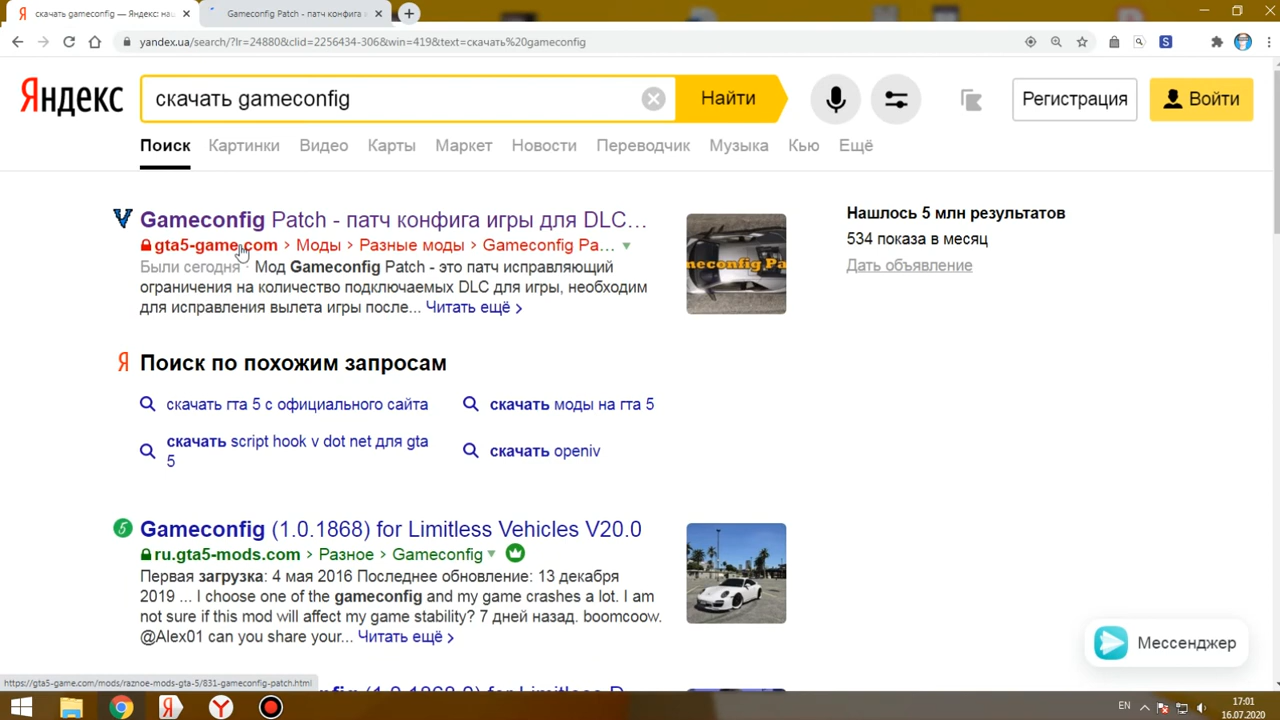 скачать gameconfig — Яндекс: наш
Gameconfig Patch - патч конфига и
yandex.ua/search/?lr=24880&clid=2256434-306&win=419&text=скачать%20gameconfig
Яндекс
скачать gameconfig
Найти
Регистрация
Войти
Поиск
Картинки
Видео
Карты
Маркет
Новости
Переводчик
Музыка
Кью
Ещё
Gameconfig Patch - патч конфига игры для DLC...
gta5-game.com › Моды › Разные моды › Gameconfig Pa...
Были сегодня · Мод Gameconfig Patch - это патч исправляющий
ограничения на количество подключаемых DLC для игры, необходим
для исправления вылета игры после... Читать ещё ›
Нашлось 5 млн результатов
534 показа в месяц
Дать объявление
Поиск по похожим запросам
скачать гта 5 с официального сайта
скачать моды на гта 5
скачать script hook v dot net для gta
5
скачать openiv
Gameconfig (1.0.1868) for Limitless Vehicles V20.0
ru.gta5-mods.com › Разное › Gameconfig
Первая загрузка: 4 мая 2016 Последнее обновление: 13 декабря
2019 ... I choose one of the gameconfig and my game crashes a lot. I am
not sure if this mod will affect my game stability? 7 дней назад. boomcoow.
@Alex01 can you share your... Читать ещё ›
Мессенджер
https://gta5-game.com/mods/raznoe-mods-gta-5/831-gameconfig-patch.html
EN
17:01
16.07.2020